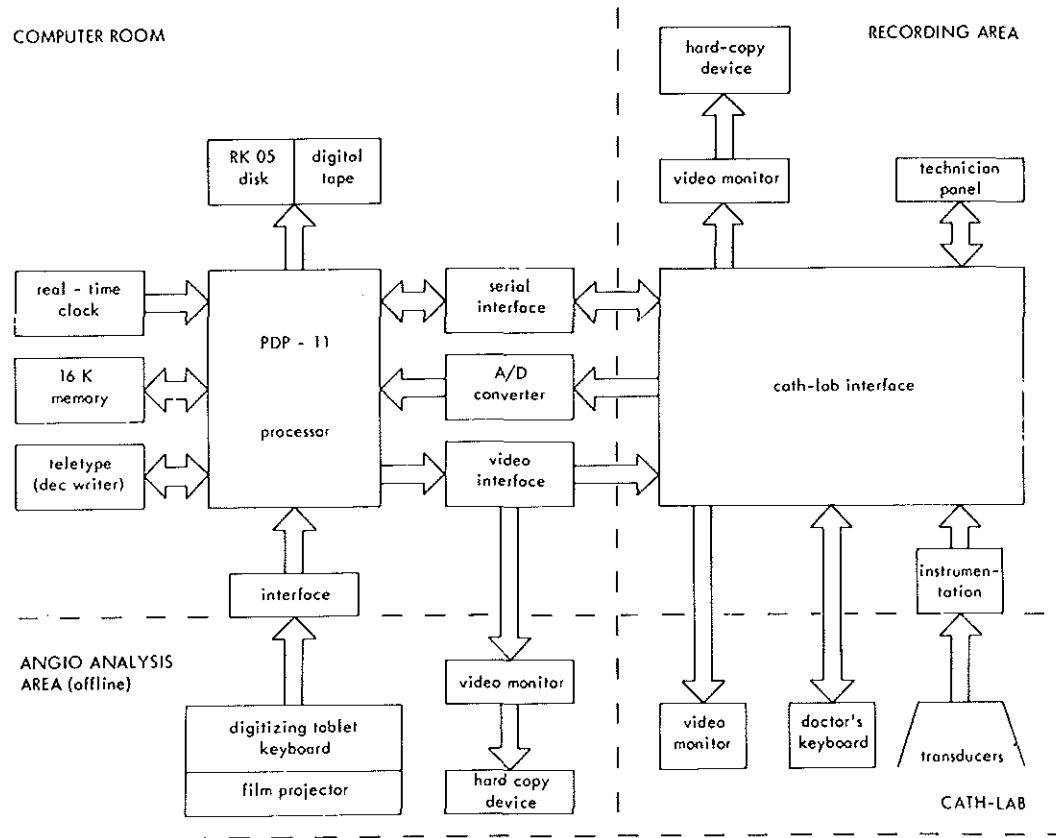 COMPUTER ROOM
RECORDING AREA
hard-copy
device
RK 05
disk
digital
tape
video monitor
technician
panel
real - time
clock
serial
interface
PDP - 11
processor
16 K
memory
A/D
converter
cath-lab interface
teletype
(dec writer)
video
interface
interface
instrumen-
tation
ANGIO ANALYSIS
AREA (offline)
video monitor
digitizing tablet
keyboard
film projector
hard copy
device
video
monitor
doctor's
keyboard
transducers
CATH-LAB